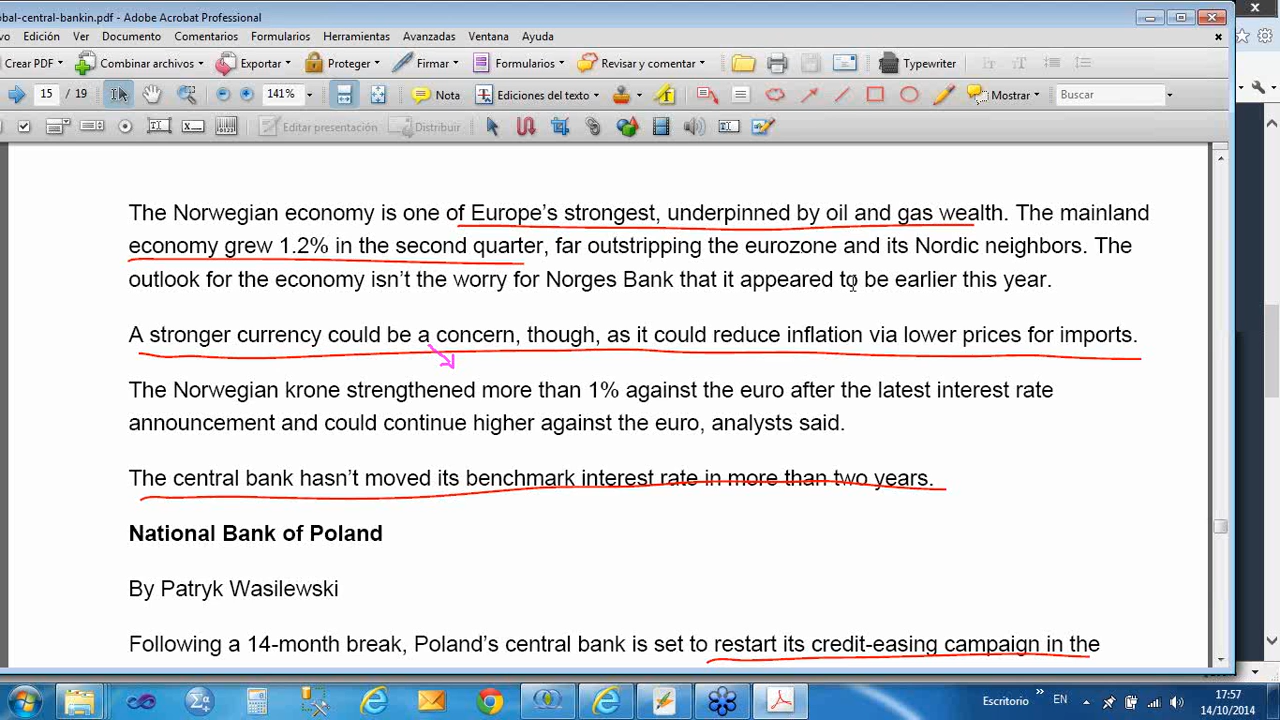 bal-central-bankin.pdf - Adobe Acrobat Professional
vo Edición Ver Documento Comentarios Formularios Herramientas Avanzadas Ventana Ayuda
Crear PDF Combinar archivos Exportar Proteger Firmar Formularios Revisar y comentar Typewriter
15 / 19 141% Nota Ediciones del texto Mostrar Buscar
Editar presentación Distribuir
The Norwegian economy is one of Europe’s strongest, underpinned by oil and gas wealth. The mainland
economy grew 1.2% in the second quarter, far outstripping the eurozone and its Nordic neighbors. The
outlook for the economy isn’t the worry for Norges Bank that it appeared to be earlier this year.
A stronger currency could be a concern, though, as it could reduce inflation via lower prices for imports.
The Norwegian krone strengthened more than 1% against the euro after the latest interest rate
announcement and could continue higher against the euro, analysts said.
The central bank hasn’t moved its benchmark interest rate in more than two years.
National Bank of Poland
By Patryk Wasilewski
Following a 14-month break, Poland’s central bank is set to restart its credit-easing campaign in the
Escritorio EN 17:57
14/10/2014